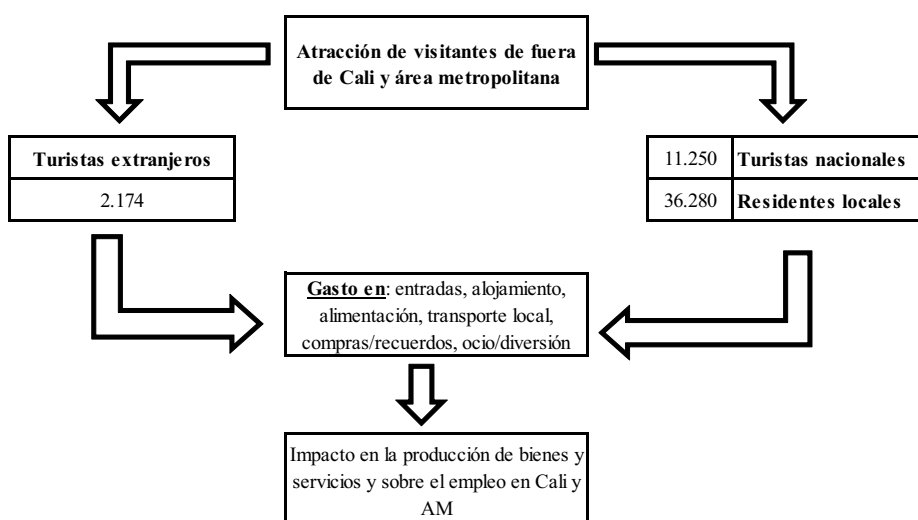 Atracción de visitantes de fuera
de Cali y área metropolitana
Turistas extranjeros
2.174
11.250 Turistas nacionales
36.280 Residentes locales
Gasto en: entradas, alojamiento,
alimentación, transporte local,
compras/recuerdos, ocio/diversión
Impacto en la producción de bienes y
servicios y sobre el empleo en Cali y
AM